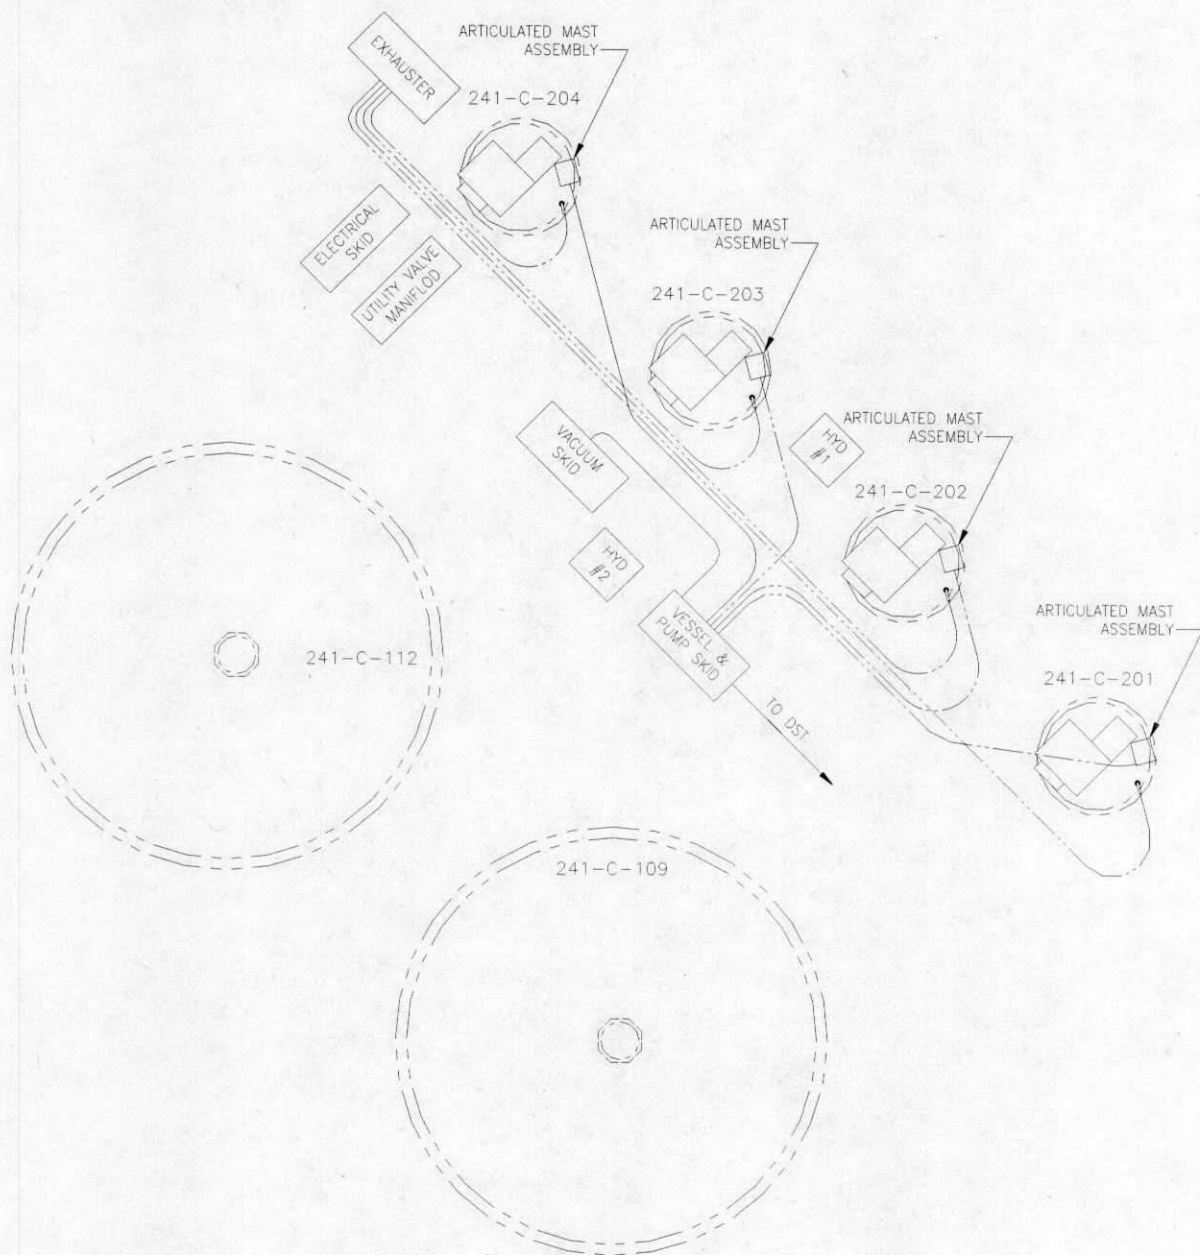 ARTICULATED MAST
ASSEMBLY
EXHAUSTER
241-C-204
ELECTRICAL
SKID
UTILITY VALVE
MANIFLOD
ARTICULATED MAST
ASSEMBLY
241-C-203
VACUUM
SKID
HYD
#1
ARTICULATED MAST
ASSEMBLY
241-C-202
HYD
#2
VESSEL &
PUMP SKID
ARTICULATED MAST
ASSEMBLY
241-C-112
241-C-201
TO DST
241-C-109